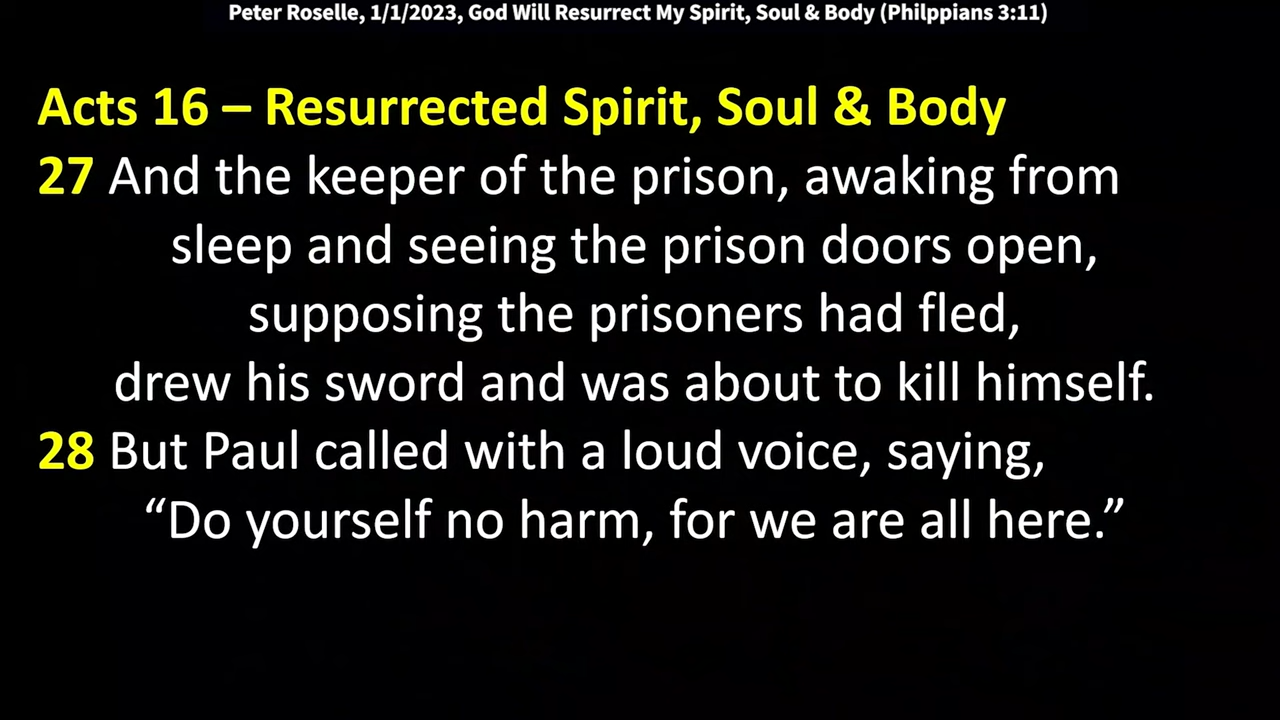 Peter Roselle, 1/1/2023, God Will Resurrect My Spirit, Soul & Body (Philppians 3:11)
Acts 16 – Resurrected Spirit, Soul & Body
27 And the keeper of the prison, awaking from
sleep and seeing the prison doors open,
supposing the prisoners had fled,
drew his sword and was about to kill himself.
28 But Paul called with a loud voice, saying,
“Do yourself no harm, for we are all here.”